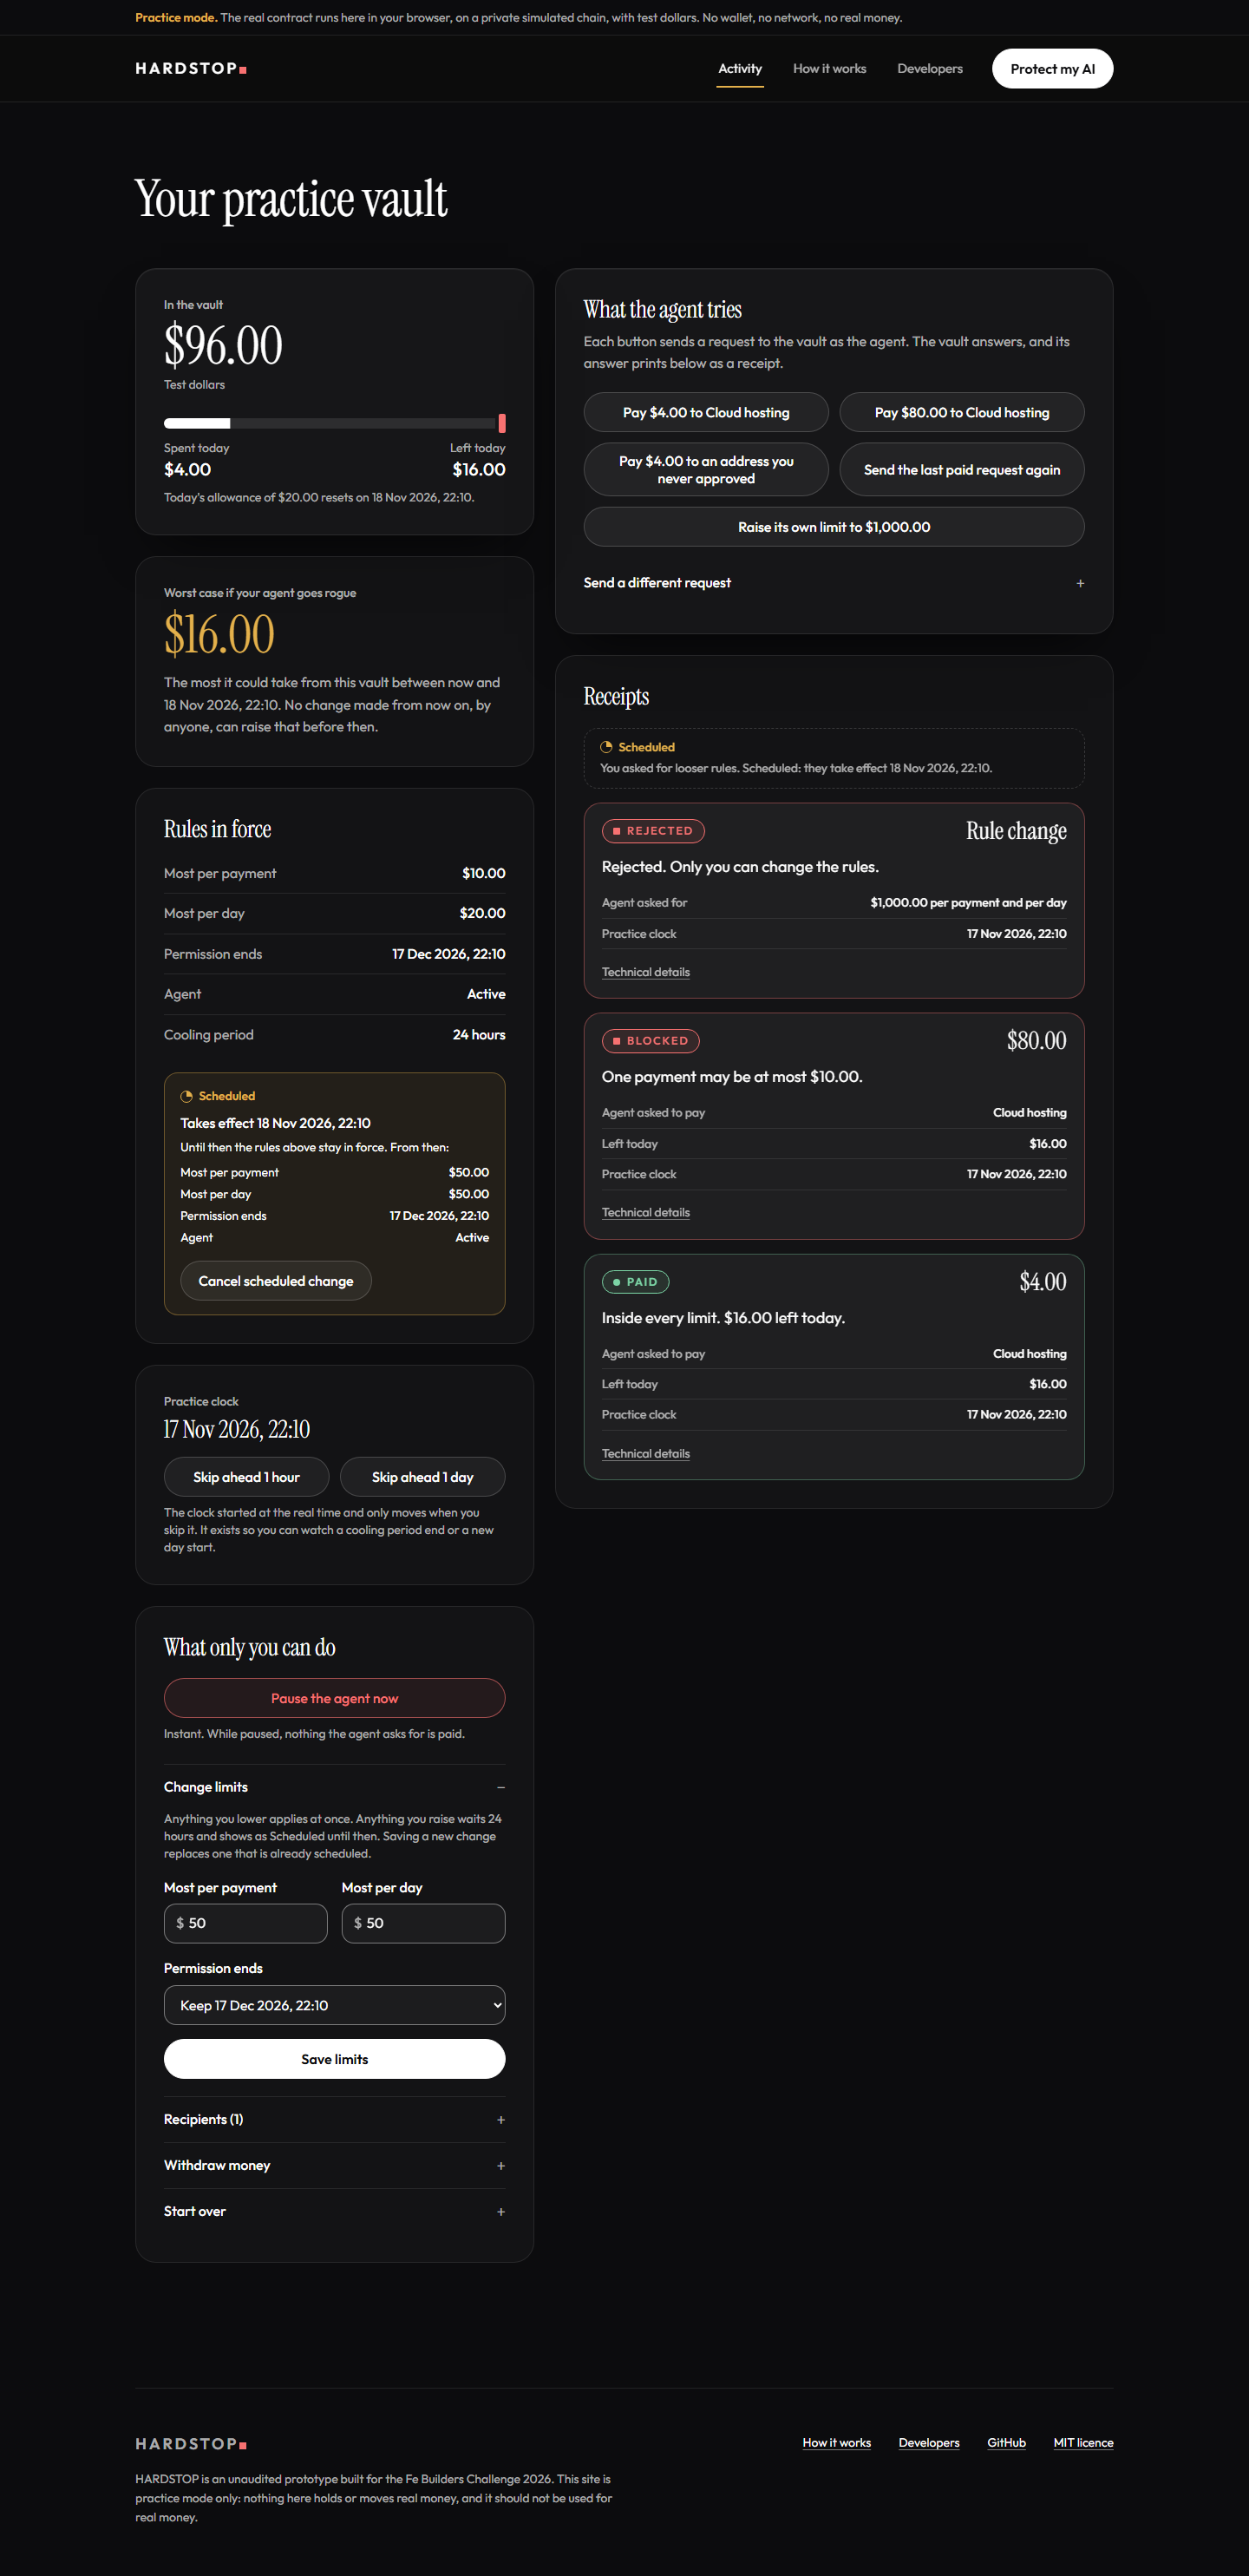 Practice mode. The real contract runs here in your browser, on a private simulated chain, with test dollars. No wallet, no network, no real money.
HARDSTOP
Activity
How it works
Developers
Protect my AI
Your practice vault
In the vault
$96.00
Test dollars
Spent today
Left today
$4.00
$16.00
Today's allowance of $20.00 resets on 18 Nov 2026, 22:10.
Worst case if your agent goes rogue
$16.00
The most it could take from this vault between now and
18 Nov 2026, 22:10. No change made from now on, by
anyone, can raise that before then.
Rules in force
Most per payment
$10.00
Most per day
$20.00
Permission ends
17 Dec 2026, 22:10
Agent
Active
Cooling period
24 hours
Scheduled
Takes effect 18 Nov 2026, 22:10
Until then the rules above stay in force. From then:
Most per payment
$50.00
Most per day
$50.00
Permission ends
17 Dec 2026, 22:10
Agent
Active
Cancel scheduled change
Practice clock
17 Nov 2026, 22:10
Skip ahead 1 hour
Skip ahead 1 day
The clock started at the real time and only moves when you
skip it. It exists so you can watch a cooling period end or a new
day start.
What only you can do
Pause the agent now
Instant. While paused, nothing the agent asks for is paid.
Change limits
−
Anything you lower applies at once. Anything you raise waits 24
hours and shows as Scheduled until then. Saving a new change
replaces one that is already scheduled.
Most per payment
Most per day
$ 50
$ 50
Permission ends
Keep 17 Dec 2026, 22:10
Save limits
Recipients (1)
+
Withdraw money
+
Start over
+
What the agent tries
Each button sends a request to the vault as the agent. The vault answers, and its
answer prints below as a receipt.
Pay $4.00 to Cloud hosting
Pay $80.00 to Cloud hosting
Pay $4.00 to an address you
never approved
Send the last paid request again
Raise its own limit to $1,000.00
Send a different request
+
Receipts
Scheduled
You asked for looser rules. Scheduled: they take effect 18 Nov 2026, 22:10.
REJECTED
Rule change
Rejected. Only you can change the rules.
Agent asked for
$1,000.00 per payment and per day
Practice clock
17 Nov 2026, 22:10
Technical details
BLOCKED
$80.00
One payment may be at most $10.00.
Agent asked to pay
Cloud hosting
Left today
$16.00
Practice clock
17 Nov 2026, 22:10
Technical details
PAID
$4.00
Inside every limit. $16.00 left today.
Agent asked to pay
Cloud hosting
Left today
$16.00
Practice clock
17 Nov 2026, 22:10
Technical details
HARDSTOP
How it works
Developers
GitHub
MIT licence
HARDSTOP is an unaudited prototype built for the Fe Builders Challenge 2026. This site is
practice mode only: nothing here holds or moves real money, and it should not be used for
real money.